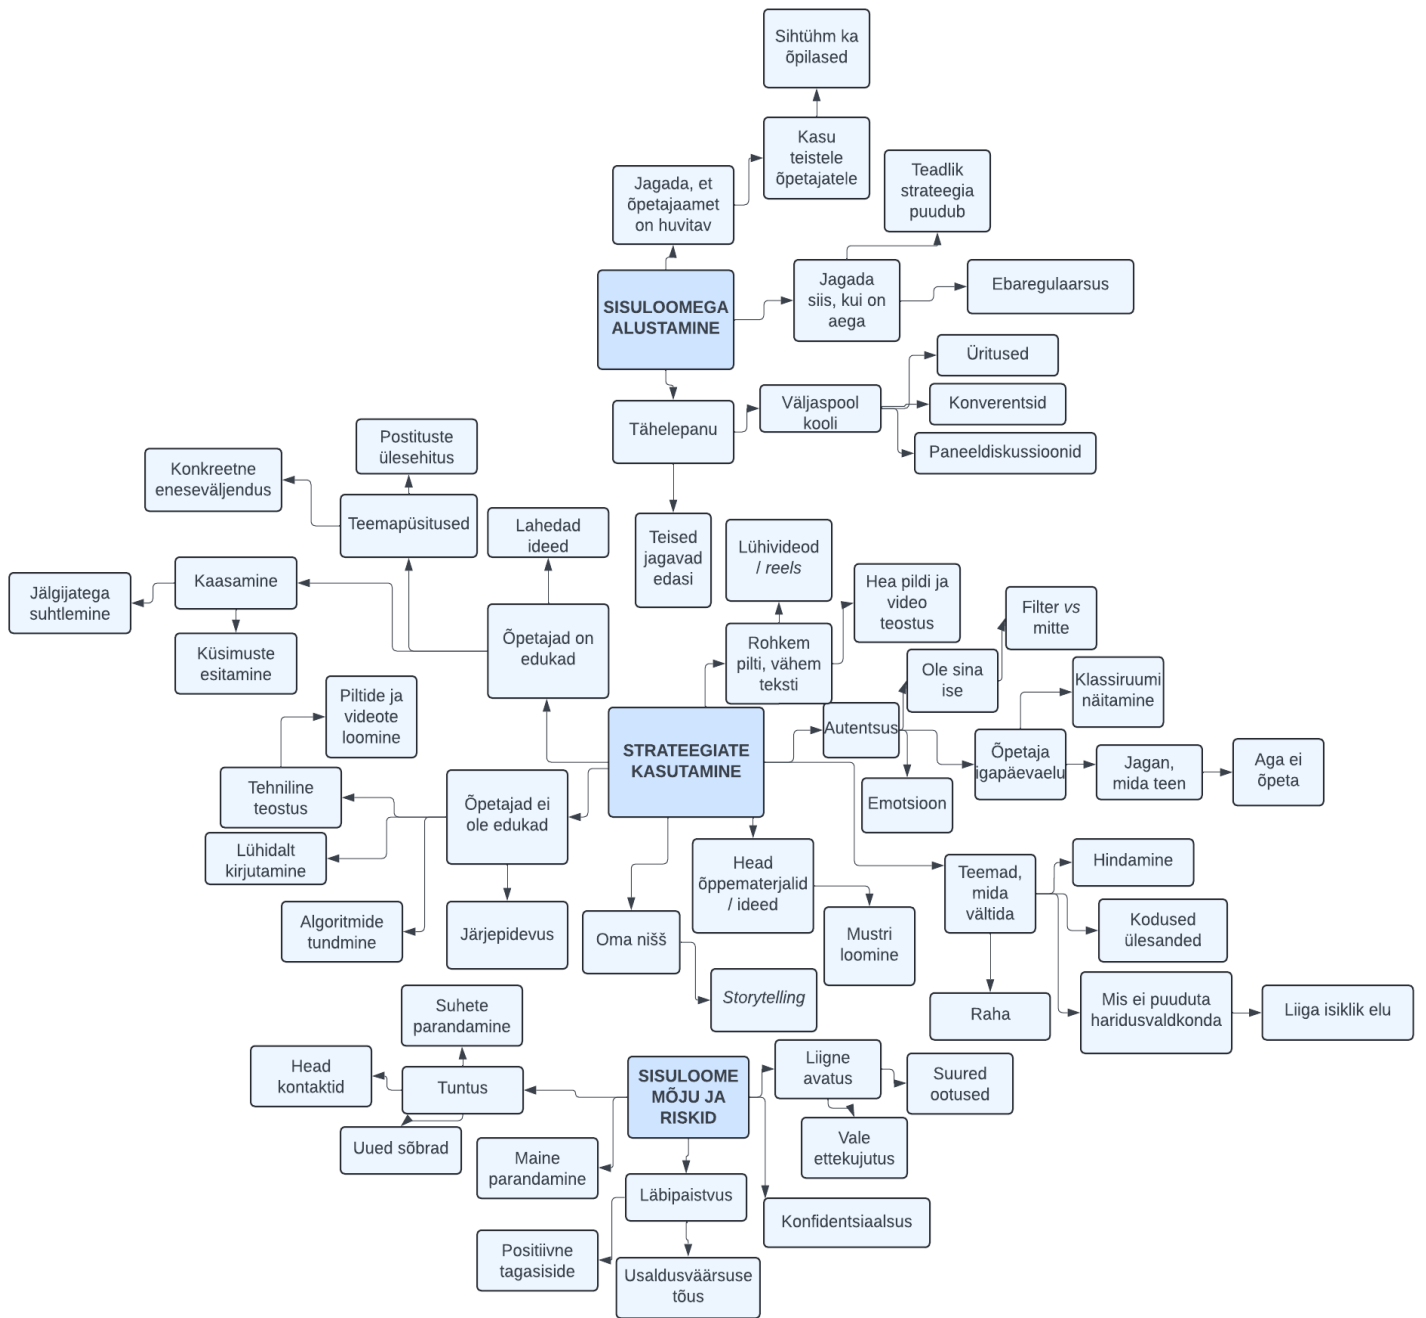 Sihtühm ka
õpilased
Kasu
teistele
õpetajatele
Jagada, et
õpetajaamet
on huvitav
Teadlik
strateegia
puudub
SISULOOMEGA
ALUSTAMINE
Jagada
siis, kui on
aega
Ebaregulaarsus
Üritused
Väljaspool
kooli
Konverentsid
Paneeldiskussioonid
Tähelepanu
Teised
jagavad
edasi
Postituste
ülesehitus
Konkreetne
eneseväljendus
Teemapüsitused
Lahedad
ideed
Kaasamine
Jälgijatega
suhtlemine
Küsimuste
esitamine
Õpetajad on
edukad
Lühivideod
/ reels
Hea pildi ja
video
teostus
Rohkem
pilti, vähem
teksti
Filter vs
mitte
Ole sina
ise
Klassiruumi
näitamine
Autentsus
Õpetaja
igapäevaelu
Jagan,
mida teen
Aga ei
õpeta
Emotsioon
STRATEEGIATE
KASUTAMINE
Piltide ja
videote
loomine
Tehniline
teostus
Õpetajad ei
ole edukad
Lühidalt
kirjutamine
Algoritmide
tundmine
Järjepidevus
Oma nišš
Storytelling
Head
õppematerjalid
/ ideed
Mustri
loomine
Teemad,
mida
vältida
Hindamine
Kodused
ülesanded
Raha
Mis ei puuduta
haridusvaldkonda
Liiga isiklik elu
Suhete
parandamine
Head
kontaktid
Tuntus
Uued sõbrad
SISULOOME
MÕJU JA
RISKID
Liigne
avatus
Suured
ootused
Vale
ettekujutus
Maine
parandamine
Läbipaistvus
Konfidentsiaalsus
Positiivne
tagasiside
Usaldusväärsuse
tõus